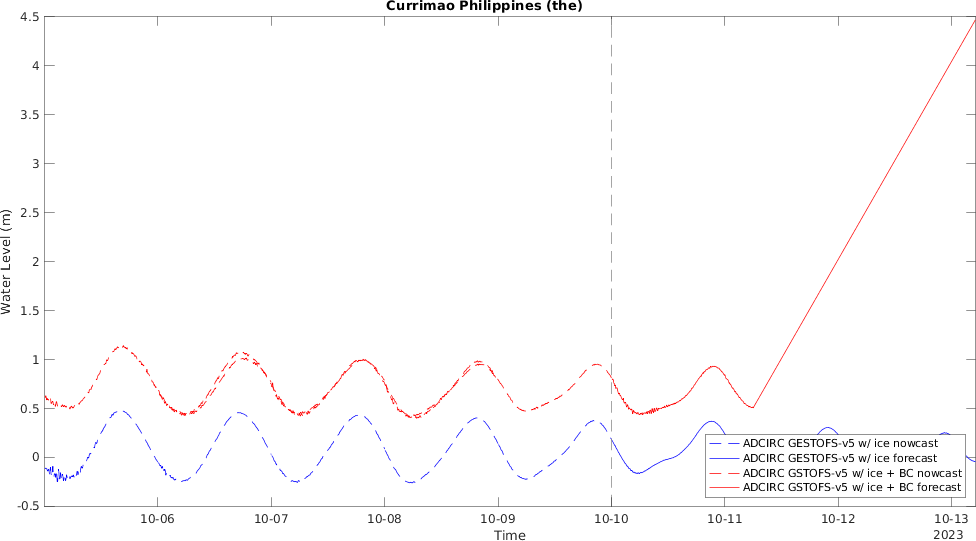 Currimao Philippines (the)
Water Level (m)
4.5
4
3.5
3
2.5
2
1.5
1
0.5
0
-0.5
10-06
10-07
10-08
10-09
10-10
10-11
10-12
10-13
2023
Time
ADCIRC GESTOFS-v5 w/ ice nowcast
ADCIRC GESTOFS-v5 w/ ice forecast
ADCIRC GSTOFS-v5 w/ ice + BC nowcast
ADCIRC GSTOFS-v5 w/ ice + BC forecast